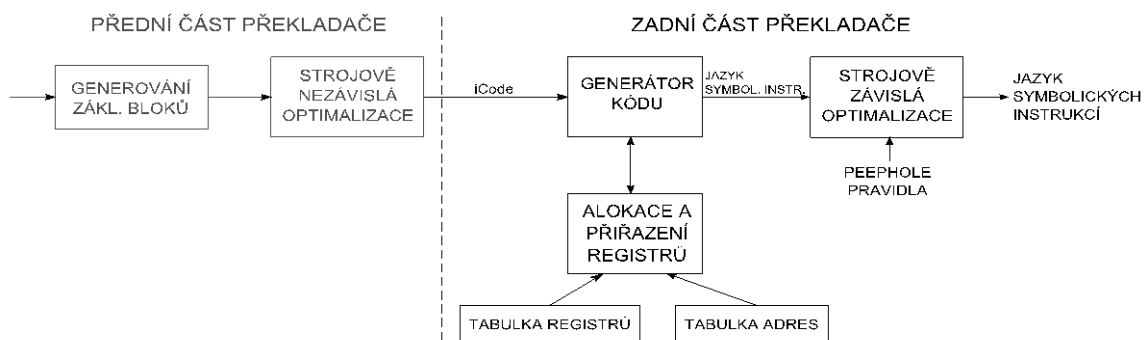 PŘEDNÍ ČÁST PŘEKLADAČE
ZADNÍ ČÁST PŘEKLADAČE
GENEROVÁNÍ
ZÁKL. BLOKŮ
STROJOVĚ
NEZÁVISLÁ
OPTIMALIZACE
iCode
GENERÁTOR
KÓDU
JAZYK
SYMBOL. INSTR.
STROJOVĚ
ZÁVISLÁ
OPTIMALIZACE
JAZYK
SYMBOLICKÝCH
INSTRUKCÍ
PEEPHOLE
PRAVIDLA
ALOKACE A
PŘIŘAZENÍ
REGISTRŮ
TABULKA REGISTRŮ
TABULKA ADRES